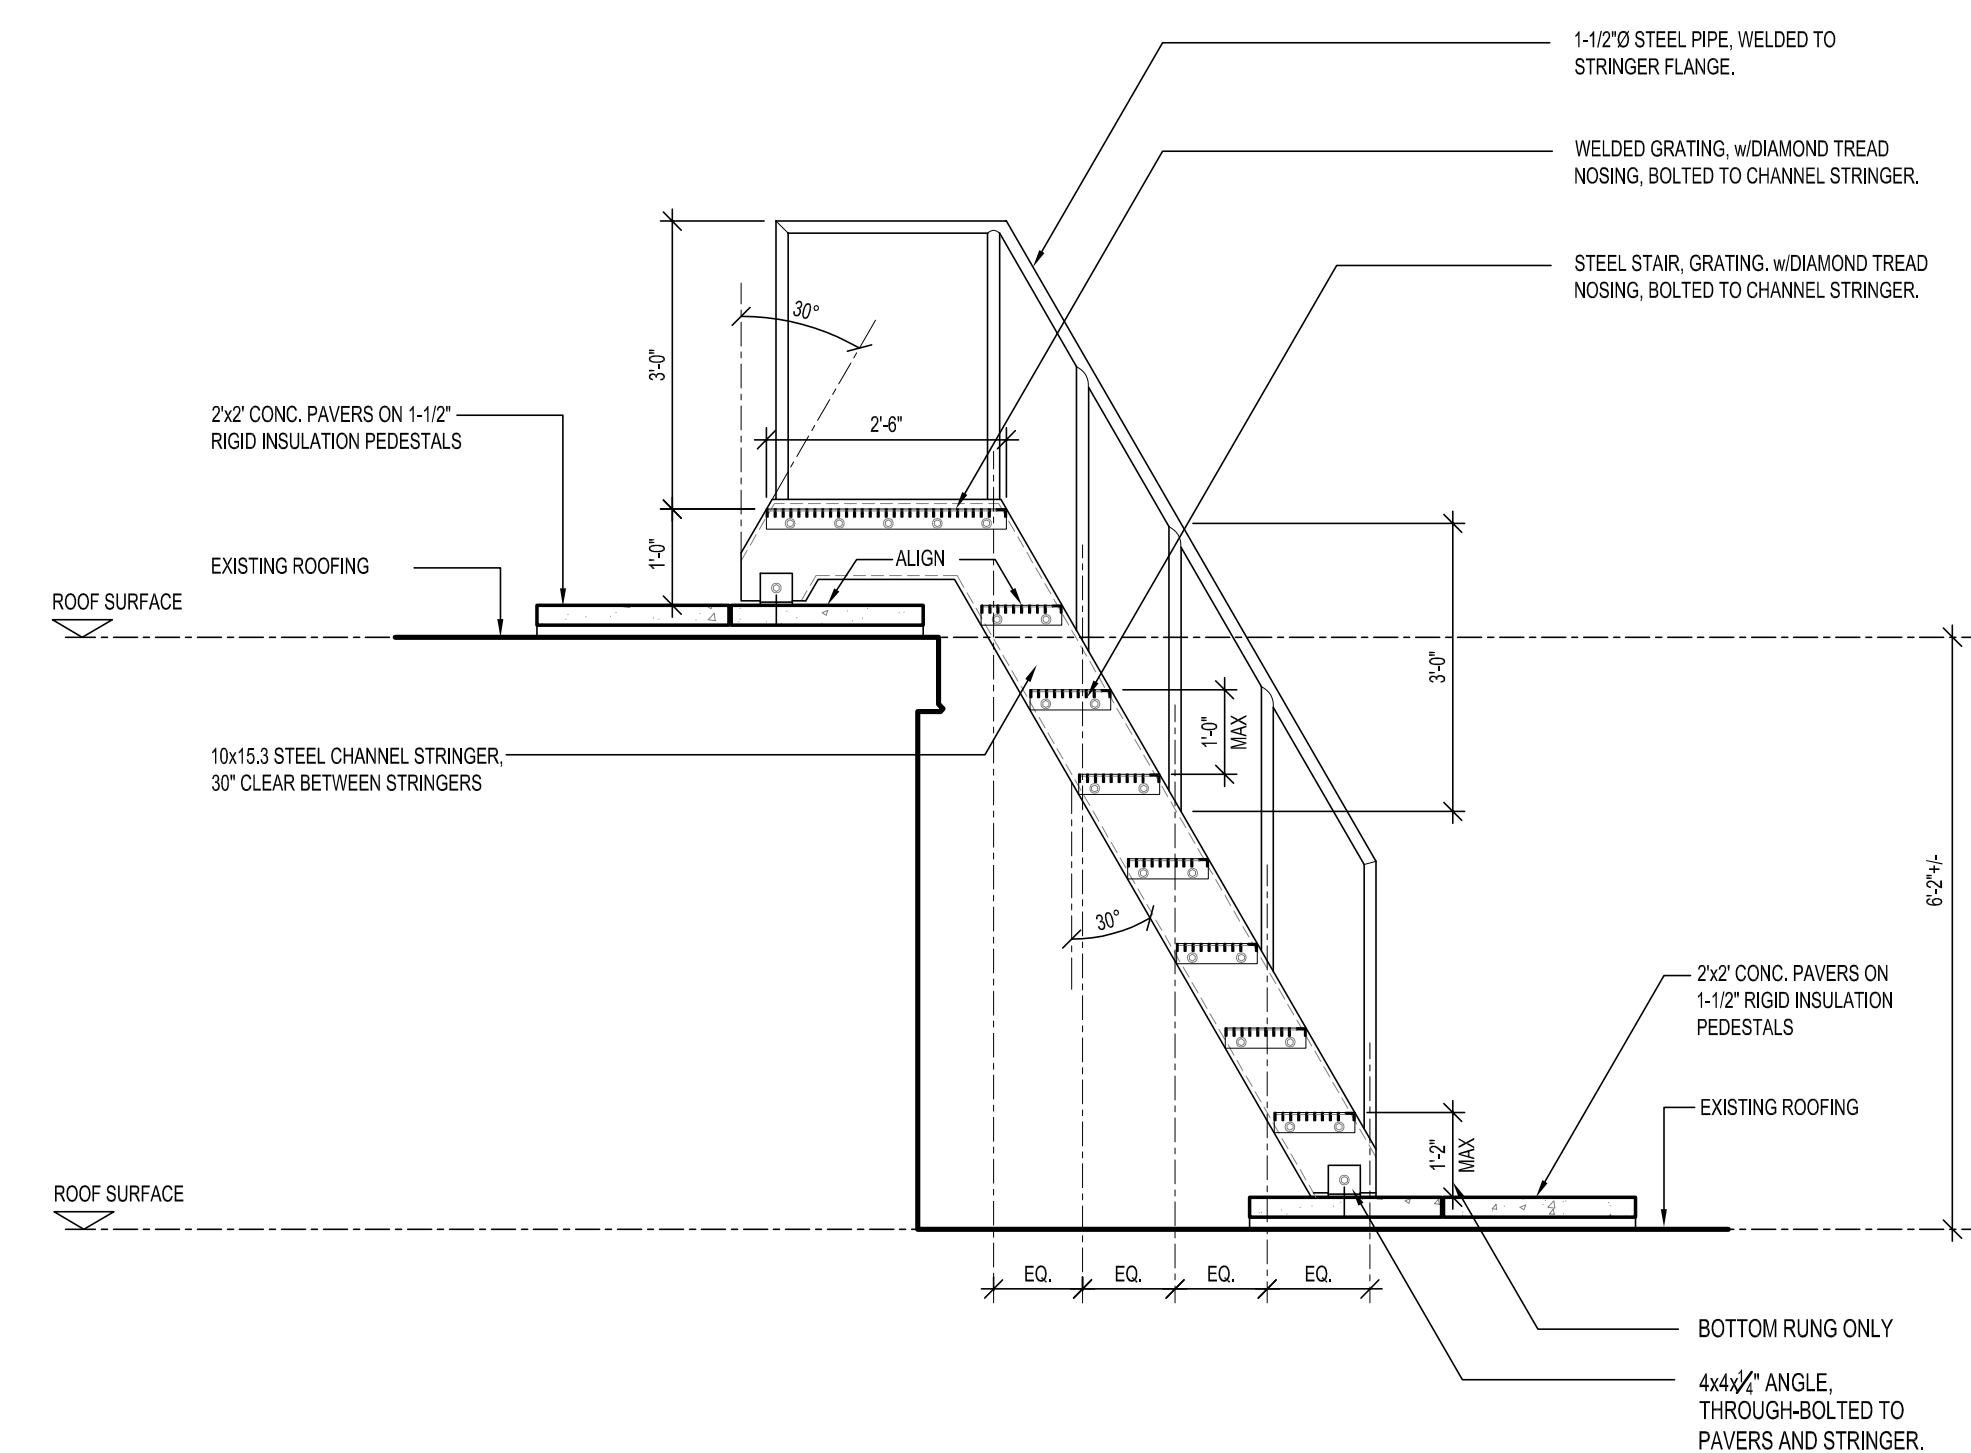 1-1/2"Ø STEEL PIPE, WELDED TO
STRINGER FLANGE.
WELDED GRATING, w/DIAMOND TREAD
NOSING, BOLTED TO CHANNEL STRINGER.
STEEL STAIR, GRATING. w/DIAMOND TREAD
NOSING, BOLTED TO CHANNEL STRINGER.
30°
3'-0"
2'-6"
2'x2' CONC. PAVERS ON 1-1/2"
RIGID INSULATION PEDESTALS
1'-0"
ALIGN
EXISTING ROOFING
ROOF SURFACE
3'-0"
1'-0"
MAX
10x15.3 STEEL CHANNEL STRINGER,
30" CLEAR BETWEEN STRINGERS
6'-2"+/-
30°
2'x2' CONC. PAVERS ON
1-1/2" RIGID INSULATION
PEDESTALS
EXISTING ROOFING
1'-2"
MAX
ROOF SURFACE
EQ.
EQ.
EQ.
EQ.
BOTTOM RUNG ONLY
4x4x1/4" ANGLE,
THROUGH-BOLTED TO
PAVERS AND STRINGER.